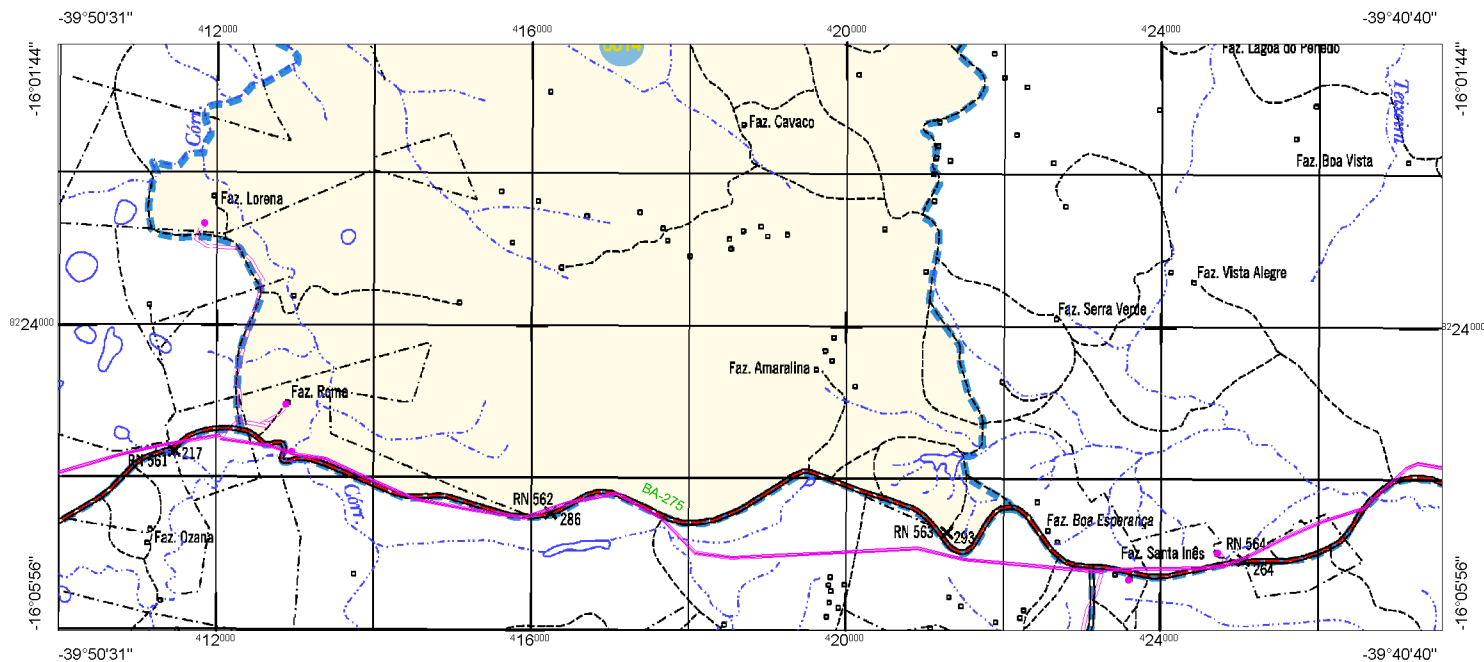 -39°50'31"
412000
416000
420000
424000
-39°40'40"
-16°01'44"
-16°01'44"
0014
Faz. Lagoa do Penedo
Teixeira
Córr.
Faz. Cavaco
Faz. Boa Vista
Faz. Lorena
Faz. Vista Alegre
Faz. Serra Verde
8224000
8224000
Faz. Amaralina
Faz. Roma
RN 561
217
Córr.
RN 562
286
BA-275
RN 563
293
Faz. Boa Esperança
Faz. Ozana
Faz. Santa Inês
RN 564
264
-16°05'56"
-16°05'56"
412000
416000
420000
424000
-39°50'31"
-39°40'40"